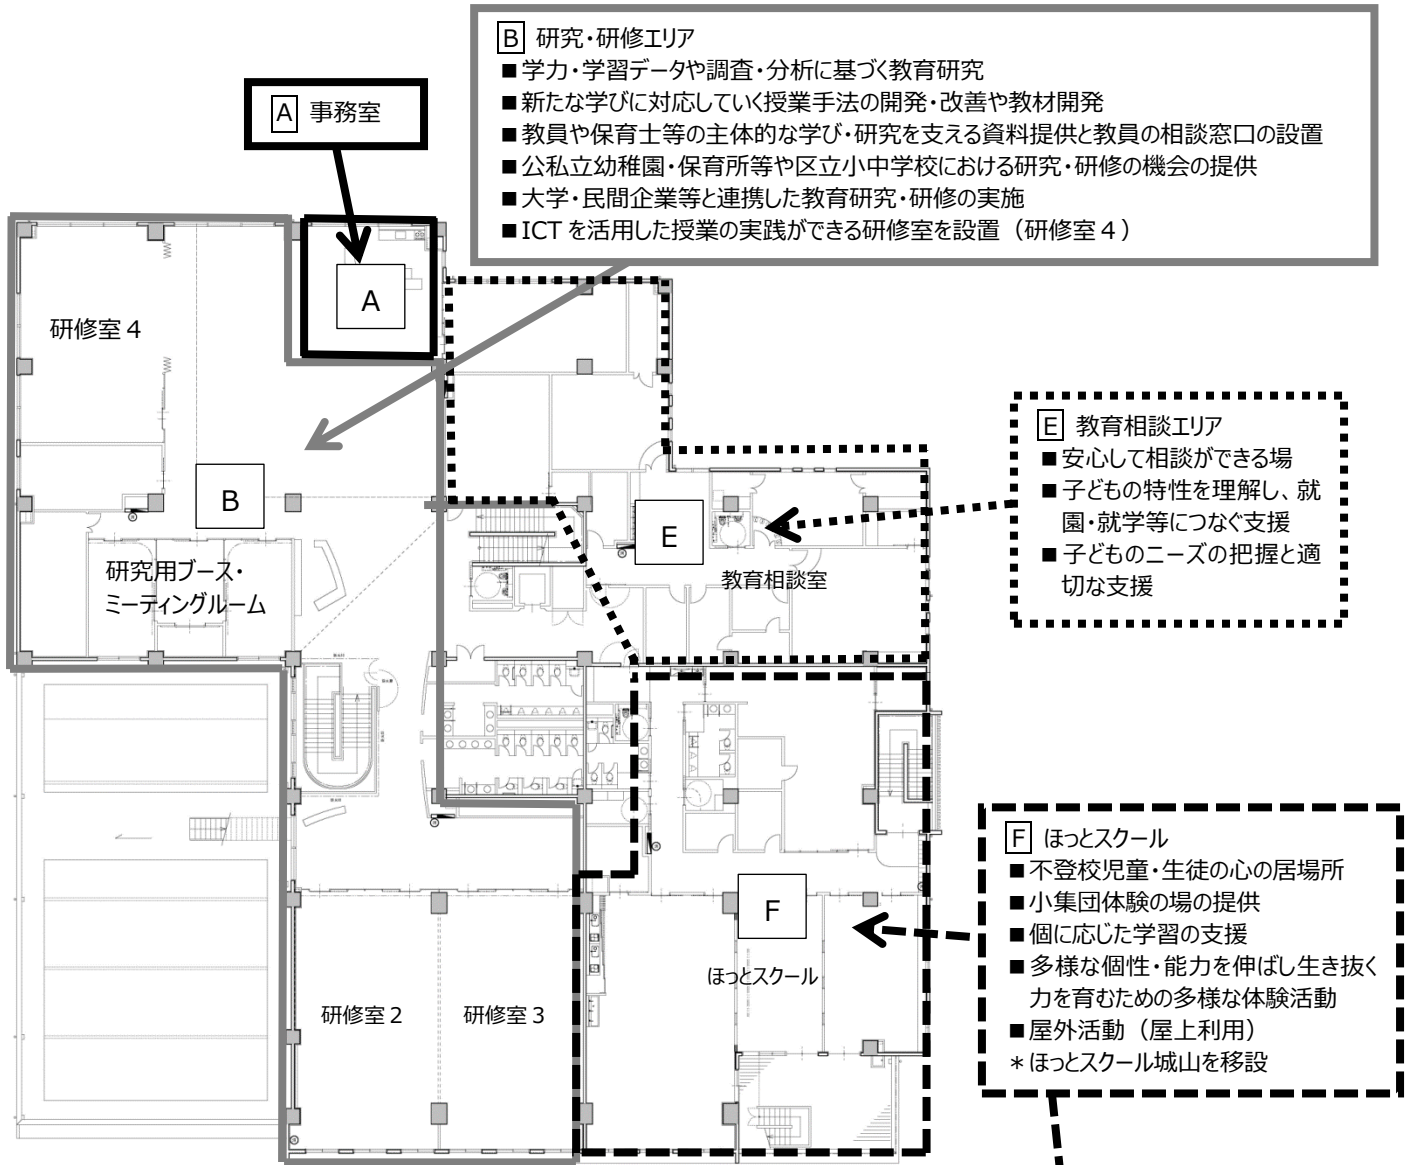 B 研究・研修エリア
■学力・学習データや調査・分析に基づく教育研究
■新たな学びに対応していく授業手法の開発・改善や教材開発
■教員や保育士等の主体的な学び・研究を支える資料提供と教員の相談窓口の設置
■公私立幼稚園・保育所等や区立小中学校における研究・研修の機会の提供
■大学・民間企業等と連携した教育研究・研修の実施
■ICTを活用した授業の実践ができる研修室を設置（研修室４）
A 事務室
A
研修室４
B
研究用ブース・
ミーティングルーム
E
教育相談室
E 教育相談エリア
■安心して相談ができる場
■子どもの特性を理解し、就
園・就学等につなぐ支援
■子どものニーズの把握と適
切な支援
F
ほっとスクール
研修室２
研修室３
F ほっとスクール
■不登校児童・生徒の心の居場所
■小集団体験の場の提供
■個に応じた学習の支援
■多様な個性・能力を伸ばし生き抜く
力を育むための多様な体験活動
■屋外活動（屋上利用）
＊ほっとスクール城山を移設